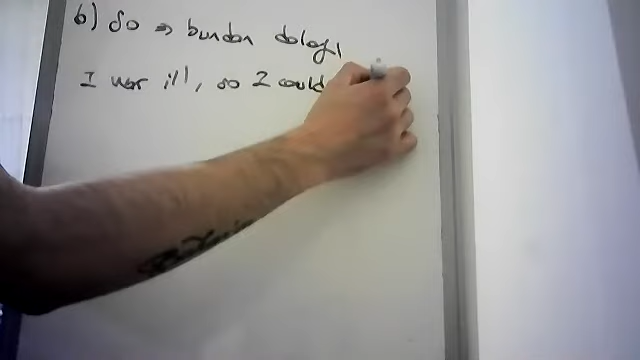 b) So ⇒ bundan dolayı
I was ill, so I could